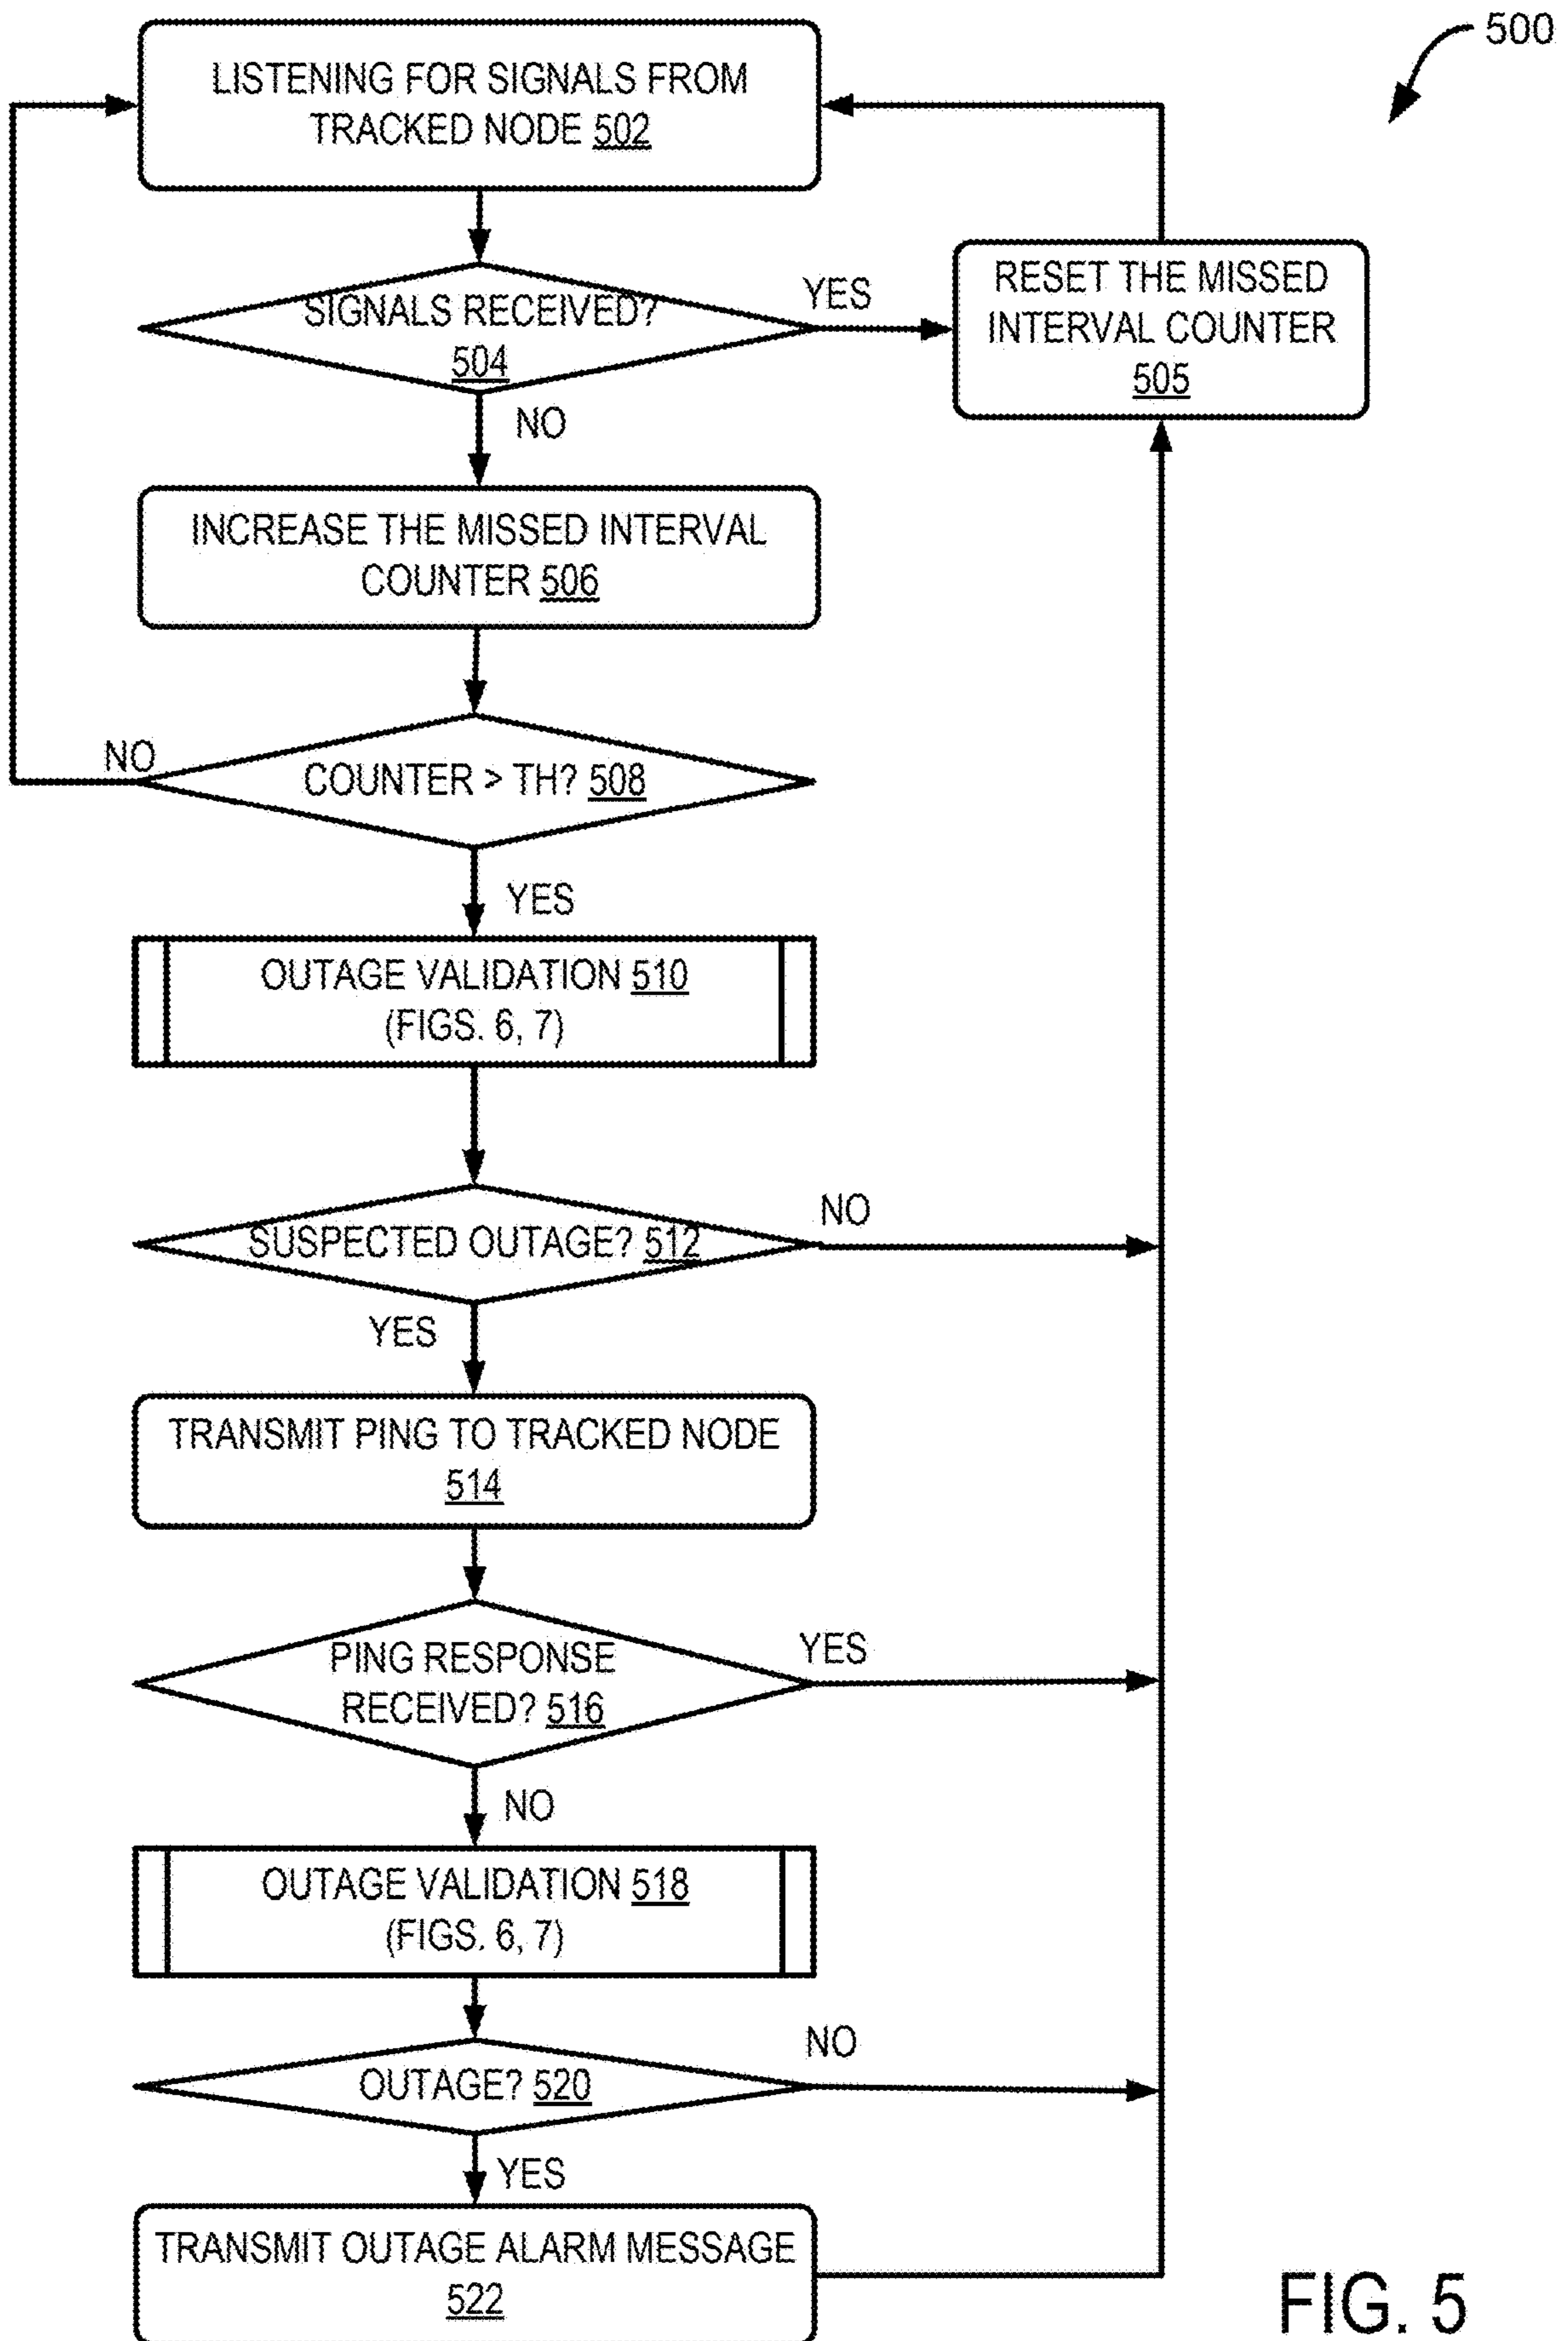 500
LISTENING FOR SIGNALS FROM
TRACKED NODE 502
SIGNALS RECEIVED?
504
YES
RESET THE MISSED
INTERVAL COUNTER
505
NO
INCREASE THE MISSED INTERVAL
COUNTER 506
NO
COUNTER > TH? 508
YES
OUTAGE VALIDATION 510
(FIGS. 6, 7)
SUSPECTED OUTAGE? 512
NO
YES
TRANSMIT PING TO TRACKED NODE
514
PING RESPONSE
RECEIVED? 516
YES
NO
OUTAGE VALIDATION 518
(FIGS. 6, 7)
OUTAGE? 520
NO
YES
TRANSMIT OUTAGE ALARM MESSAGE
522
FIG. 5